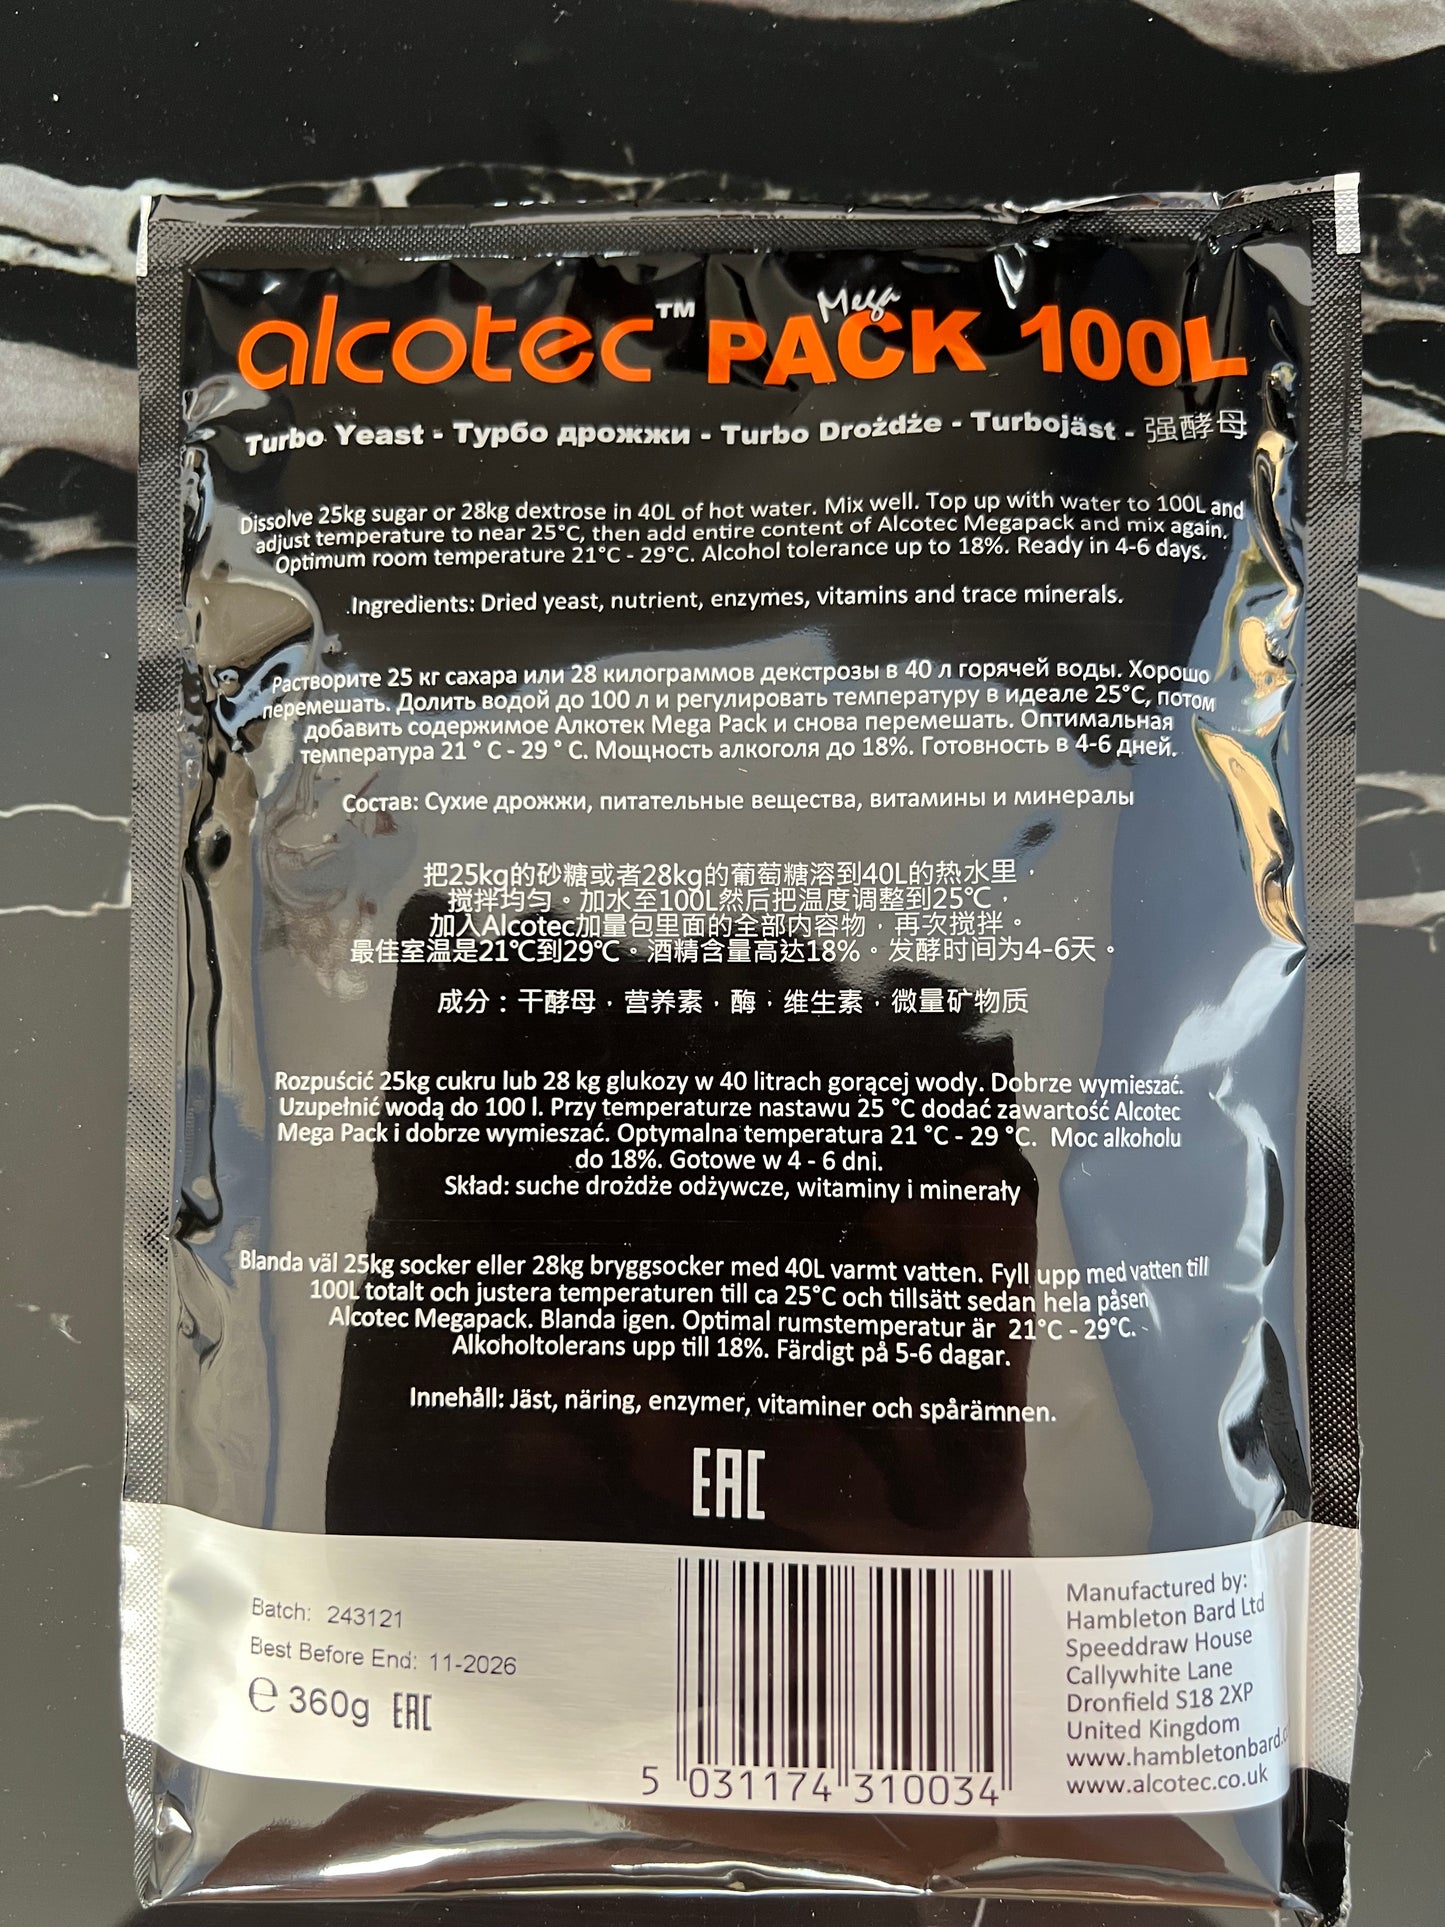 alcotec™ Mega PACK 100L
Turbo Yeast - Турбо дрожжи - Turbo Drożdże - Turbojäst - 强酵母
Dissolve 25kg sugar or 28kg dextrose in 40L of hot water. Mix well. Top up with water to 100L and
adjust temperature to near 25°C, then add entire content of Alcotec Megapack and mix again.
Optimum room temperature 21°C - 29°C. Alcohol tolerance up to 18%. Ready in 4-6 days.
.Ingredients: Dried yeast, nutrient, enzymes, vitamins and trace minerals.
Растворите 25 кг сахара или 28 килограммов декстрозы в 40 л горячей воды. Хорошо
перемешать. Долить водой до 100 л и регулировать температуру в идеале 25°C, потом
добавить содержимое Алкотек Mega Pack и снова перемешать. Оптимальная
температура 21 ° C - 29 ° C. Мощность алкоголя до 18%. Готовность в 4-6 дней.
Состав: Сухие дрожжи, питательные вещества, витамины и минералы
把25kg的砂糖或者28kg的葡萄糖溶到40L的热水里，
搅拌均匀。加水至100L然后把温度调整到25℃，
加入Alcotec加量包里面的全部内容物，再次搅拌。
最佳室温是21℃到29℃。酒精含量高达18%。发酵时间为4-6天。
成分：干酵母，营养素，酶，维生素，微量矿物质
Rozpuścić 25kg cukru lub 28 kg glukozy w 40 litrach gorącej wody. Dobrze wymieszać.
Uzupełnić wodą do 100 l. Przy temperaturze nastawu 25 °C dodać zawartość Alcotec
Mega Pack i dobrze wymieszać. Optymalna temperatura 21 °C - 29 °C. Moc alkoholu
do 18%. Gotowe w 4 - 6 dni.
Skład: suche drożdże odżywcze, witaminy i minerały
Blanda väl 25kg socker eller 28kg bryggsocker med 40L varmt vatten. Fyll upp med vatten till
100L totalt och justera temperaturen till ca 25°C och tillsätt sedan hela påsen
Alcotec Megapack. Blanda igen. Optimal rumstemperatur är 21°C - 29°C.
Alkoholtolerans upp till 18%. Färdigt på 5-6 dagar.
Innehåll: Jäst, näring, enzymer, vitaminer och spårämnen.
EAC
Batch: 243121
Best Before End: 11-2026
℮ 360g EAC
5 031174 310034
Manufactured by:
Hambleton Bard Ltd
Speeddraw House
Callywhite Lane
Dronfield S18 2XP
United Kingdom
www.hambletonbard.c
www.alcotec.co.uk